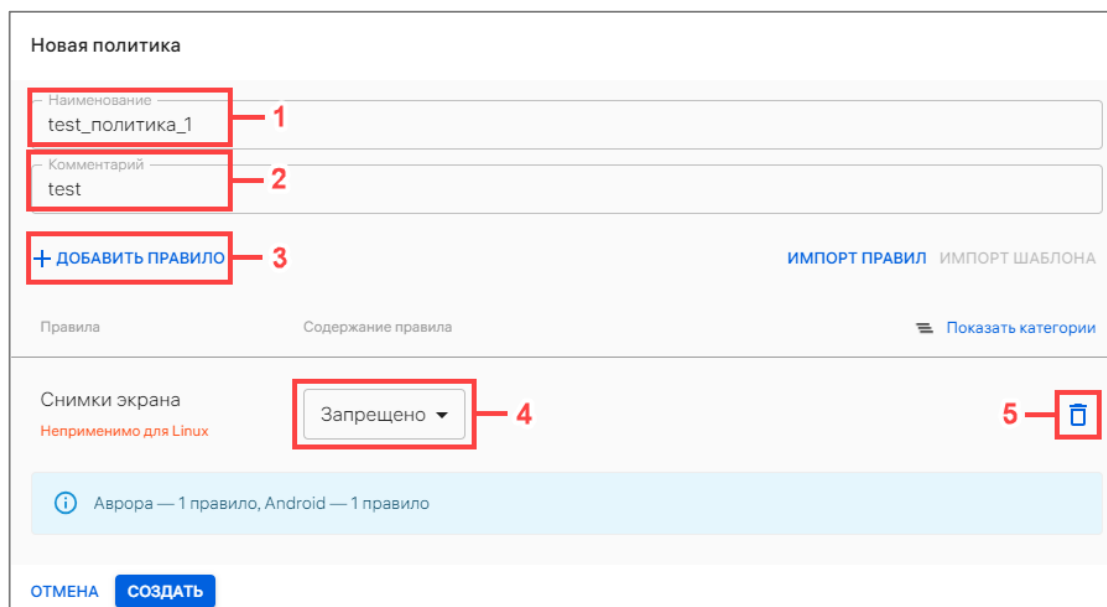 Новая политика
Наименование
test_политика_1
1
Комментарий
test
2
+ ДОБАВИТЬ ПРАВИЛО
3
ИМПОРТ ПРАВИЛ ИМПОРТ ШАБЛОНА
Правила Содержание правила Показать категории
Снимки экрана
Неприменимо для Linux
Запрещено
4
5
Аврора — 1 правило, Android — 1 правило
ОТМЕНА СОЗДАТЬ